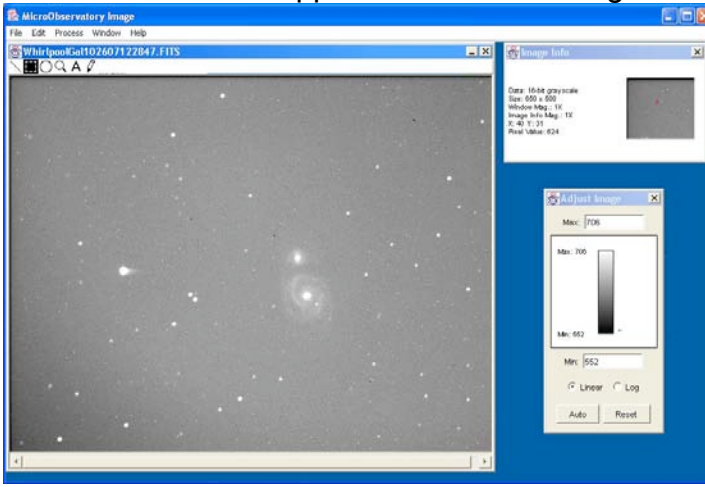 MicroObservatory Image
File Edit Process Window Help
WhirlpoolGal102607122847.FITS
A
Image Info
Data: 16-bit grayscale
Size: 650 x 500
Window Mag.: 1X
Image Info Mag.: 1X
X: 40 Y: 31
Pixel Value: 624
Adjust Image
Max: 706
Max: 706
Min: 552
Min: 552
Linear Log
Auto Reset